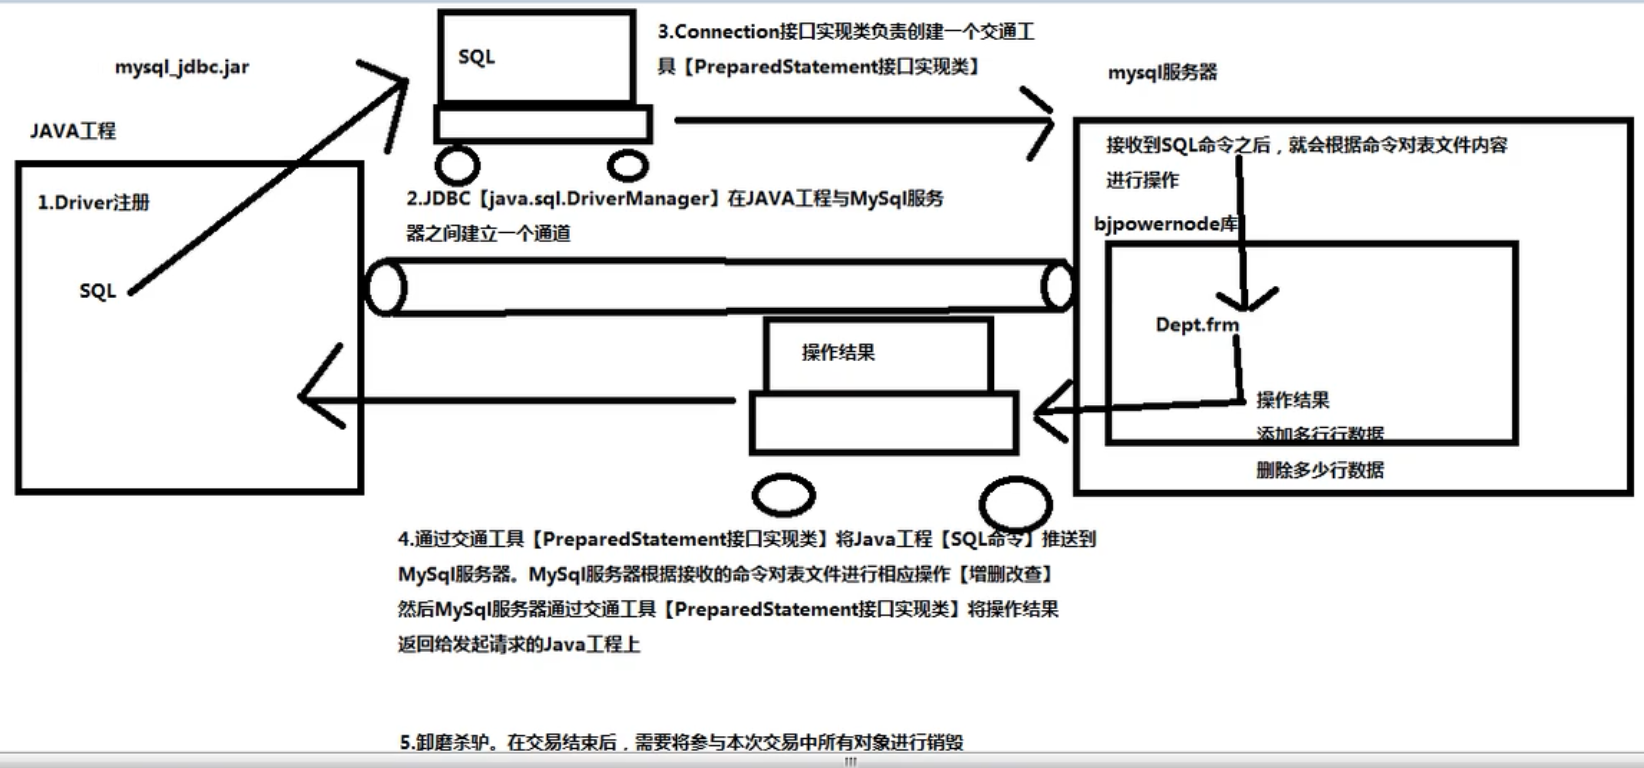 mysql_jdbc.jar
SQL
3.Connection接口实现类负责创建一个交通工
具【PreparedStatement接口实现类】
mysql服务器
JAVA工程
1.Driver注册
SQL
2.JDBC【java.sql.DriverManager】在JAVA工程与MySql服务
器之间建立一个通道
接收到SQL命令之后，就会根据命令对表文件内容
进行操作
bjpowernode库
Dept.frm
操作结果
操作结果
添加多行行数据
删除多少行数据
4.通过交通工具【PreparedStatement接口实现类】将Java工程【SQL命令】推送到
MySql服务器。MySql服务器根据接收的命令对表文件进行相应操作【增删改查】
然后MySql服务器通过交通工具【PreparedStatement接口实现类】将操作结果
返回给发起请求的Java工程上
5.卸磨杀驴。在交易结束后，需要将参与本次交易中所有对象进行销毁